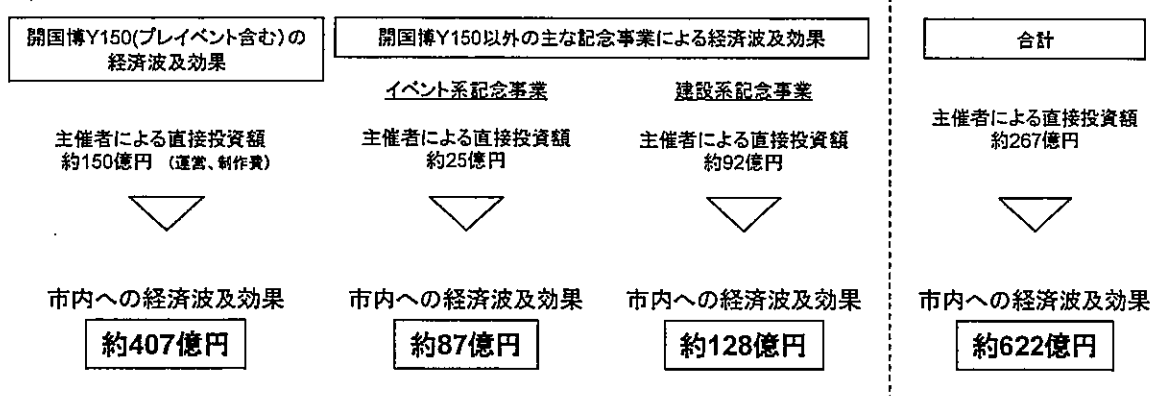 開国博Y150(プレイベント含む)の
経済波及効果
開国博Y150以外の主な記念事業による経済波及効果
合計
イベント系記念事業
建設系記念事業
主催者による直接投資額
約150億円 (運営、制作費)
主催者による直接投資額
約25億円
主催者による直接投資額
約92億円
主催者による直接投資額
約267億円
市内への経済波及効果
約407億円
市内への経済波及効果
約87億円
市内への経済波及効果
約128億円
市内への経済波及効果
約622億円